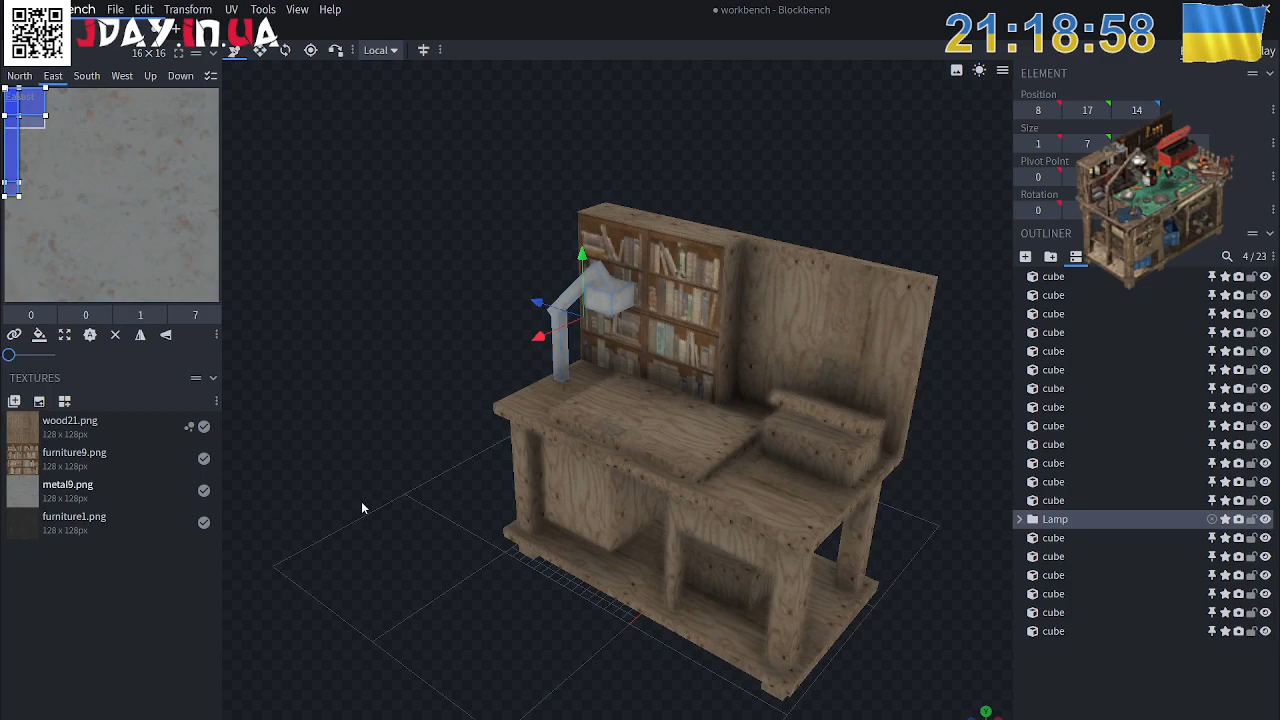 bench File Edit Transform UV Tools View Help
workbench - Blockbench
JDAY.in.UA
21:18:58
16 × 16
Local
lay
North East South West Up Down
East
0 0 1 7
TEXTURES
wood21.png
128 x 128px
furniture9.png
128 x 128px
metal9.png
128 x 128px
furniture1.png
128 x 128px
ELEMENT
Position
8 17 14
Size
1 7
Pivot Point
0
Rotation
0
OUTLINER
4 / 23
cube
cube
cube
cube
cube
cube
cube
cube
cube
cube
cube
cube
cube
Lamp
cube
cube
cube
cube
cube
cube